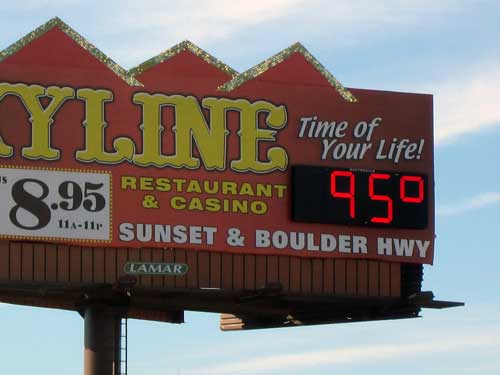 YLINE
Time of
Your Life!
8.95
11A-11P
RESTAURANT
& CASINO
95°
SUNSET & BOULDER HWY
LAMAR